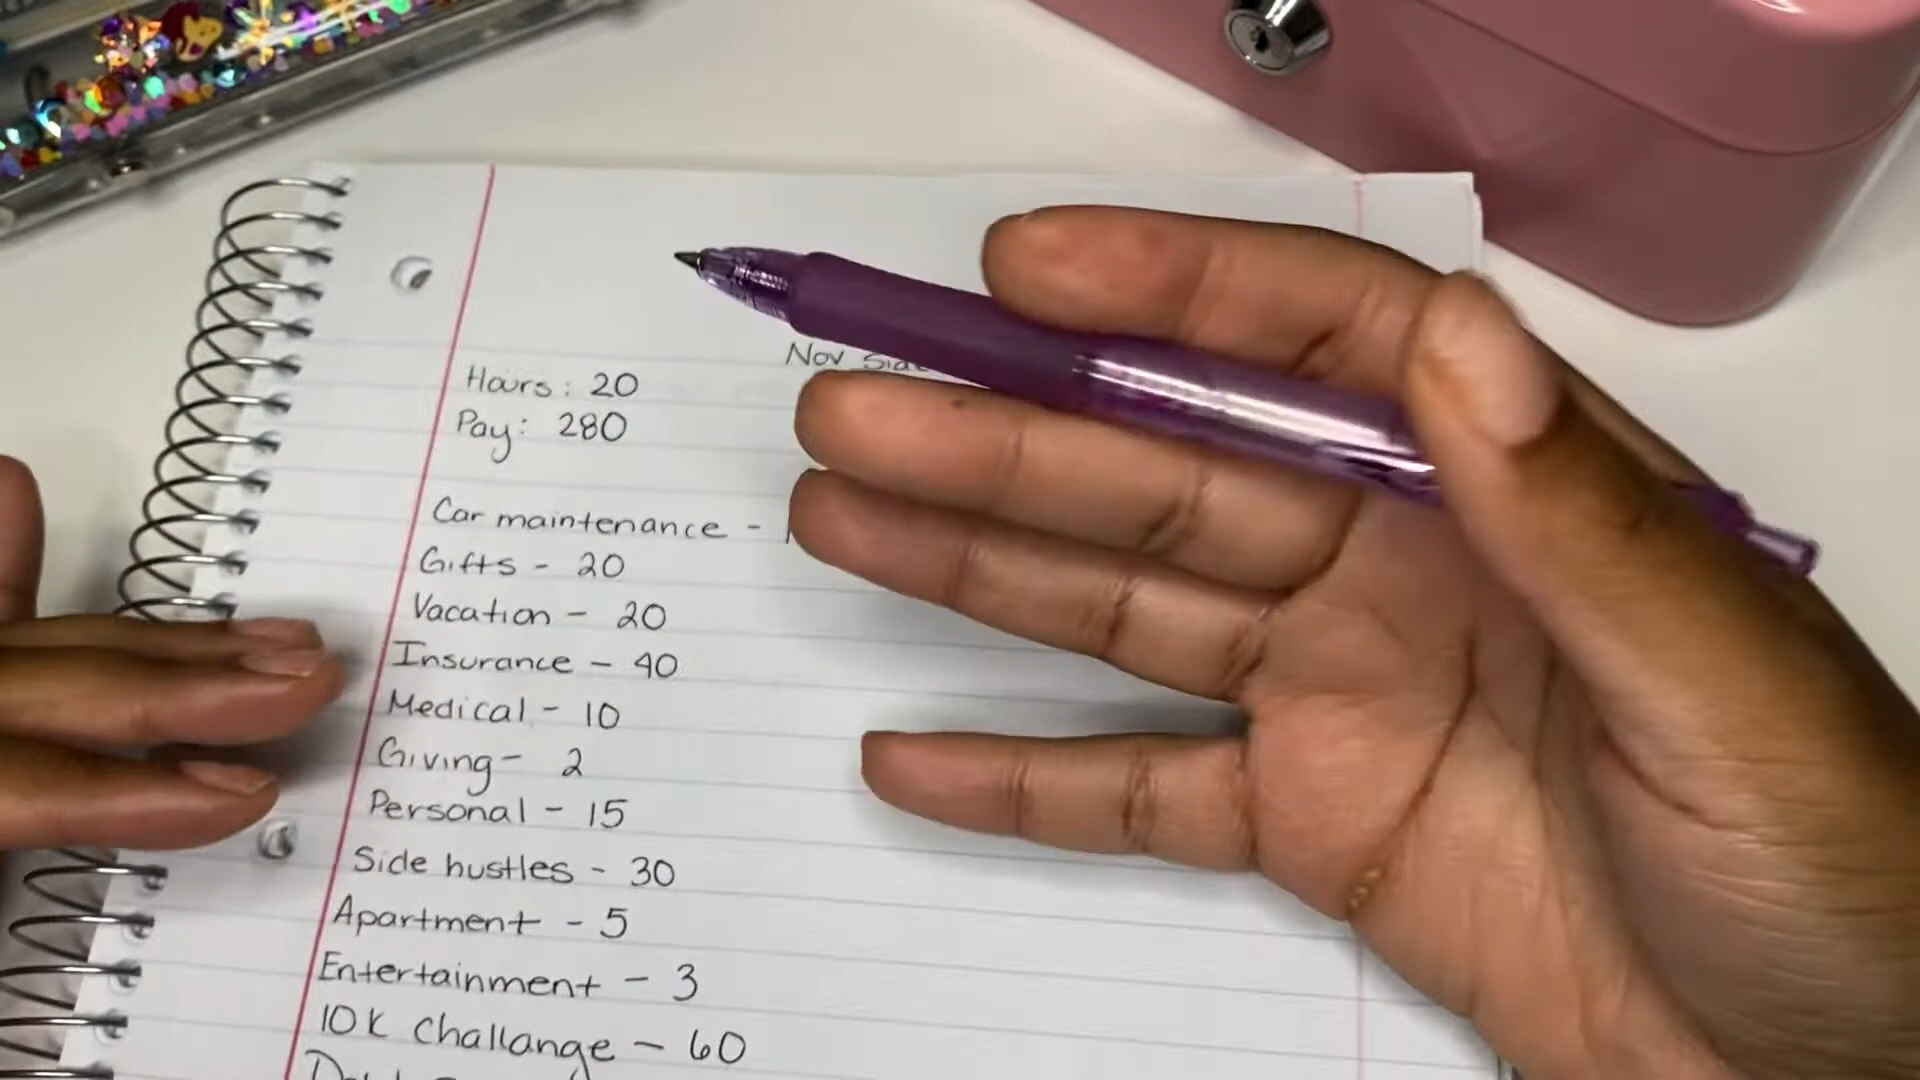 Nov
Hours: 20
Pay: 280
Car maintenance -
Gifts - 20
Vacation - 20
Insurance - 40
Medical - 10
Giving - 2
Personal - 15
Side hustles - 30
Apartment - 5
Entertainment - 3
10K challange - 60